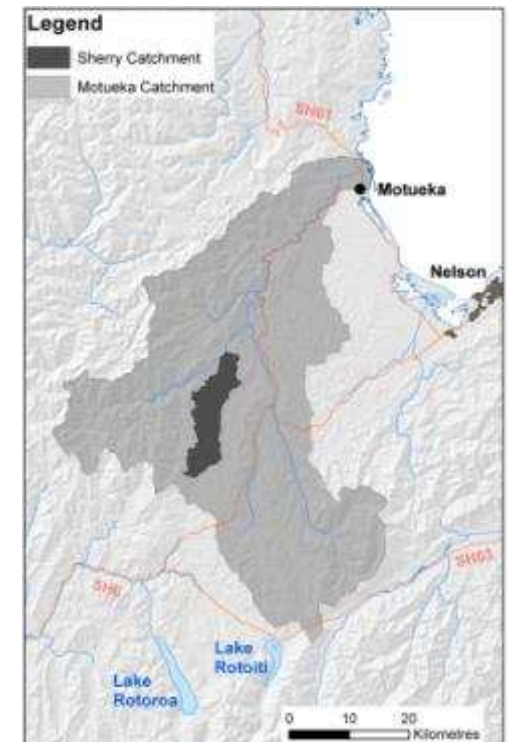 Legend
Sherry Catchment
Motueka Catchment
SH61
Motueka
Nelson
SH6
SH63
Lake
Rotoiti
Lake
Rotoroa
0 10 20
Kilometres